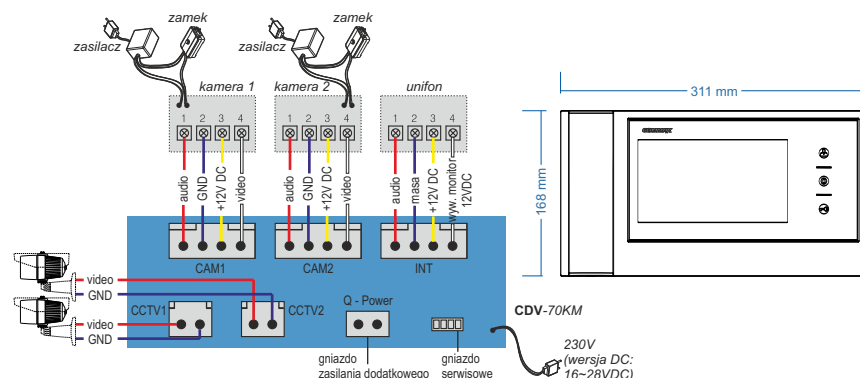 zasilacz
zamek
zasilacz
zamek
kamera 1
kamera 2
unifon
1 2 3 4
1 2 3 4
1 2 3 4
audio
GND
+12V DC
video
audio
GND
+12V DC
video
audio
masa
+12V DC
wyw. monitor
12VDC
CAM1
CAM2
INT
video
GND
video
GND
CCTV1
CCTV2
Q - Power
gniazdo
zasilania dodatkowego
gniazdo
serwisowe
CDV-70KM
230V
(wersja DC:
16~28VDC)
311 mm
168 mm
COMMAX